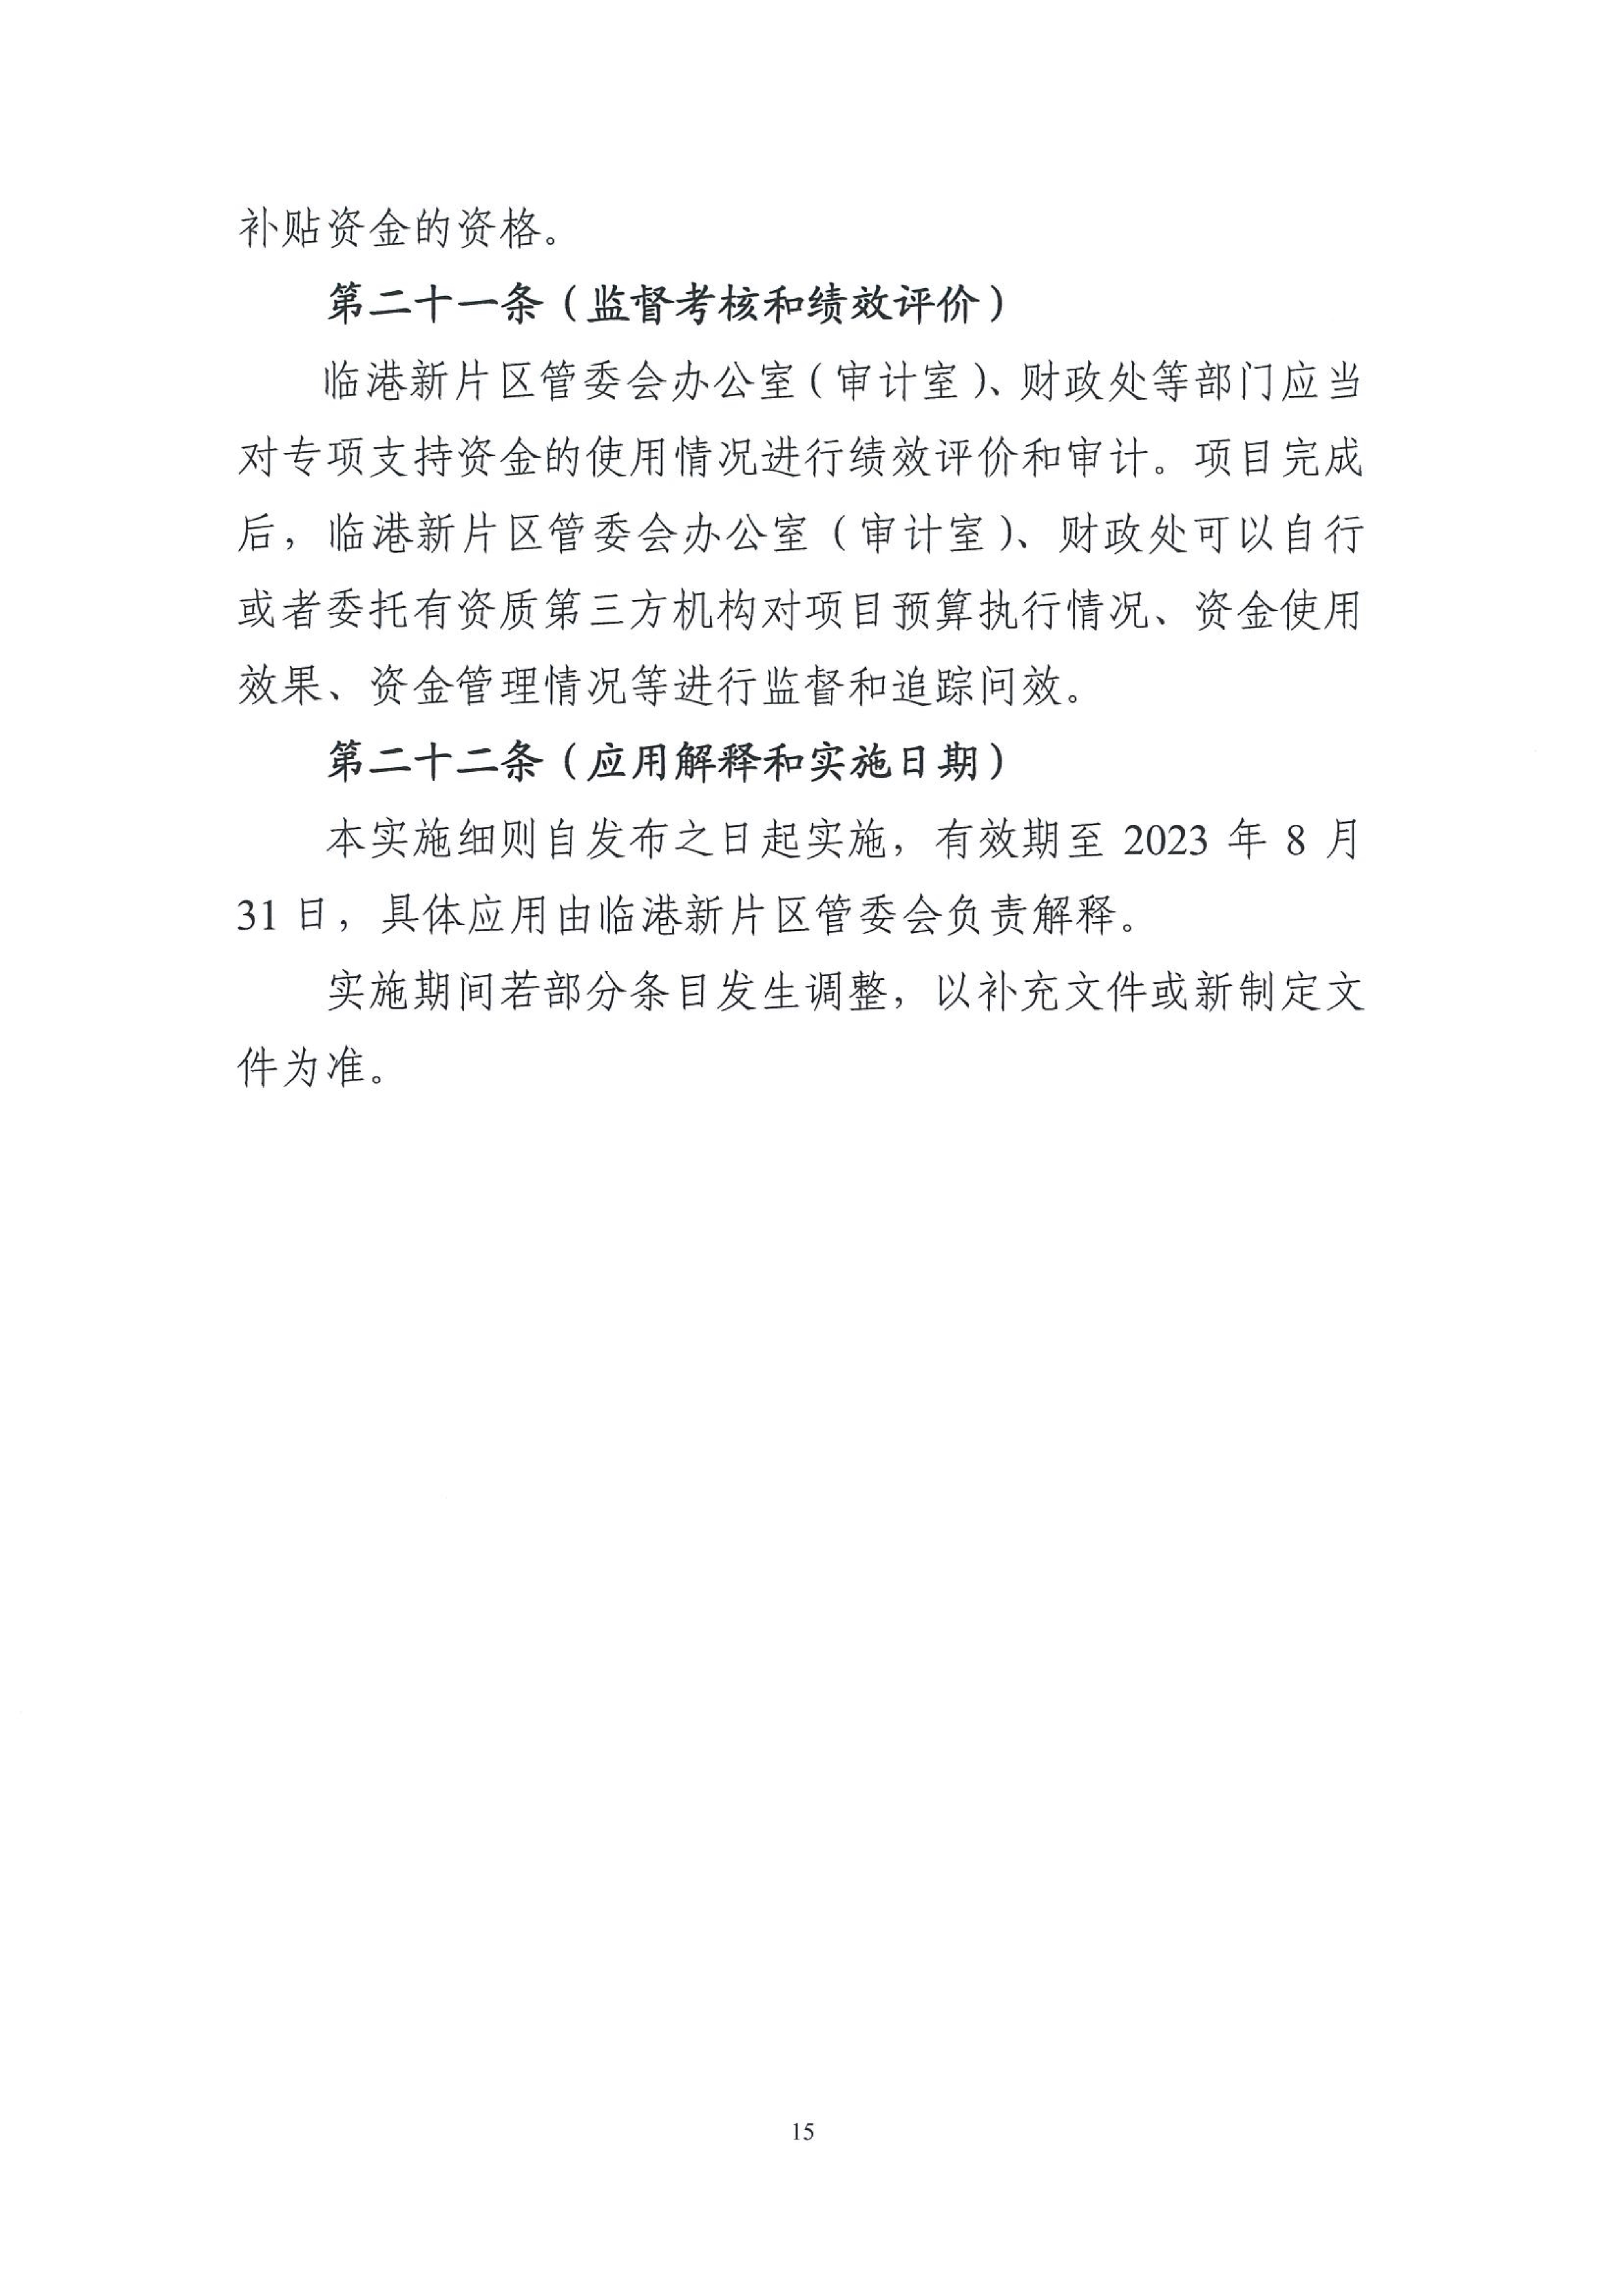 补贴资金的资格。
第二十一条（监督考核和绩效评价）
临港新片区管委会办公室（审计室）、财政处等部门应当
对专项支持资金的使用情况进行绩效评价和审计。项目完成
后，临港新片区管委会办公室（审计室）、财政处可以自行
或者委托有资质第三方机构对项目预算执行情况、资金使用
效果、资金管理情况等进行监督和追踪问效。
第二十二条（应用解释和实施日期）
本实施细则自发布之日起实施，有效期至 2023 年 8 月
31 日，具体应用由临港新片区管委会负责解释。
实施期间若部分条目发生调整，以补充文件或新制定文
件为准。
15